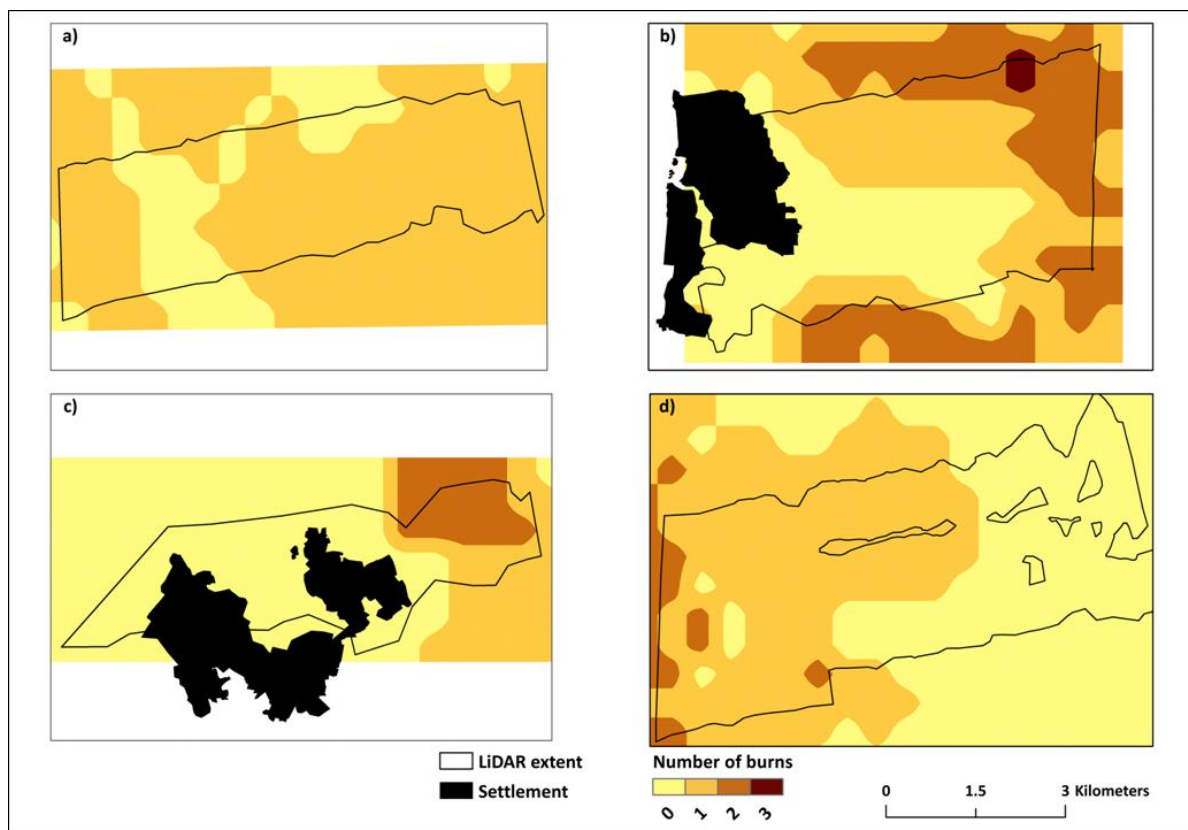 a)
b)
c)
d)
LiDAR extent
Settlement
Number of burns
0 1 2 3
0 1.5 3 Kilometers